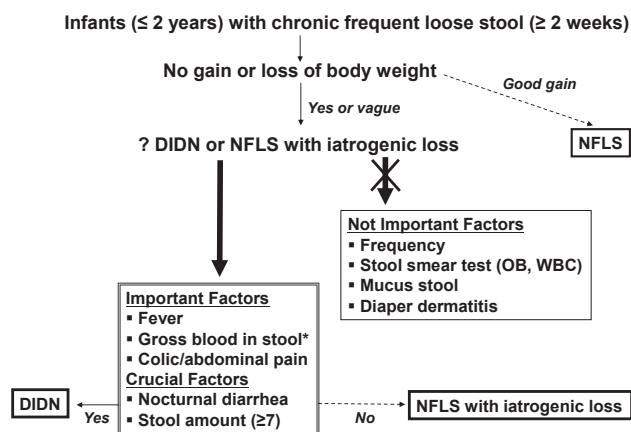 Infants (≤ 2 years) with chronic frequent loose stool (≥ 2 weeks)
No gain or loss of body weight
Good gain
Yes or vague
NFLS
? DIDN or NFLS with iatrogenic loss
Not Important Factors
▪ Frequency
▪ Stool smear test (OB, WBC)
▪ Mucus stool
▪ Diaper dermatitis
Important Factors
▪ Fever
▪ Gross blood in stool*
▪ Colic/abdominal pain
Crucial Factors
▪ Nocturnal diarrhea
▪ Stool amount (≥7)
DIDN
Yes
No
NFLS with iatrogenic loss